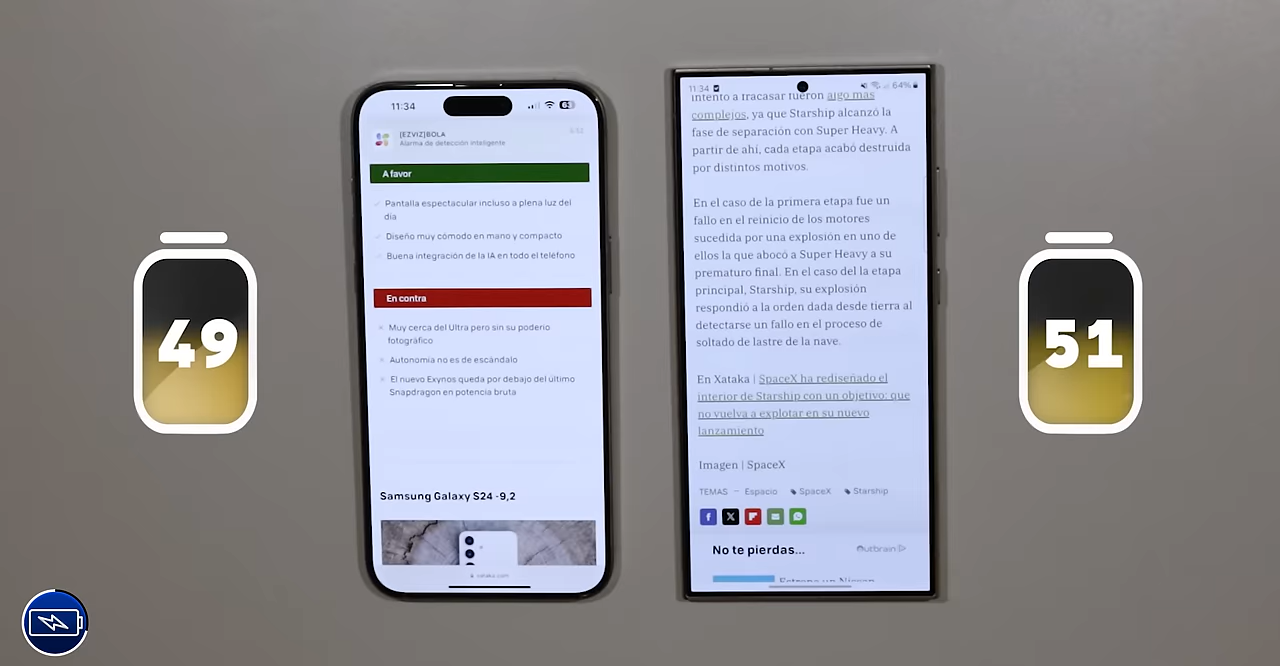 49
11:34
[EZVIZ]BOLA
Alarma de detección inteligente
A favor
Pantalla espectacular incluso a plena luz del
día
Diseño muy cómodo en mano y compacto
Buena integración de la IA en todo el teléfono
En contra
Muy cerca del Ultra pero sin su poderío
fotográfico
Autonomía no es de escándalo
El nuevo Exynos queda por debajo del último
Snapdragon en potencia bruta
Samsung Galaxy S24 -9,2
xataka.com
11:34
64%
intento a fracasar fueron algo más
complejos, ya que Starship alcanzó la
fase de separación con Super Heavy. A
partir de ahí, cada etapa acabó destruida
por distintos motivos.
En el caso de la primera etapa fue un
fallo en el reinicio de los motores
sucedida por una explosión en uno de
ellos la que abocó a Super Heavy a su
prematuro final. En el caso del la etapa
principal, Starship, su explosión
respondió a la orden dada desde tierra al
detectarse un fallo en el proceso de
soltado de lastre de la nave.
En Xataka | SpaceX ha rediseñado el
interior de Starship con un objetivo: que
no vuelva a explotar en su nuevo
lanzamiento
Imagen | SpaceX
TEMAS — Espacio SpaceX Starship
No te pierdas...
Outbrain
Estrena un Nissan
51